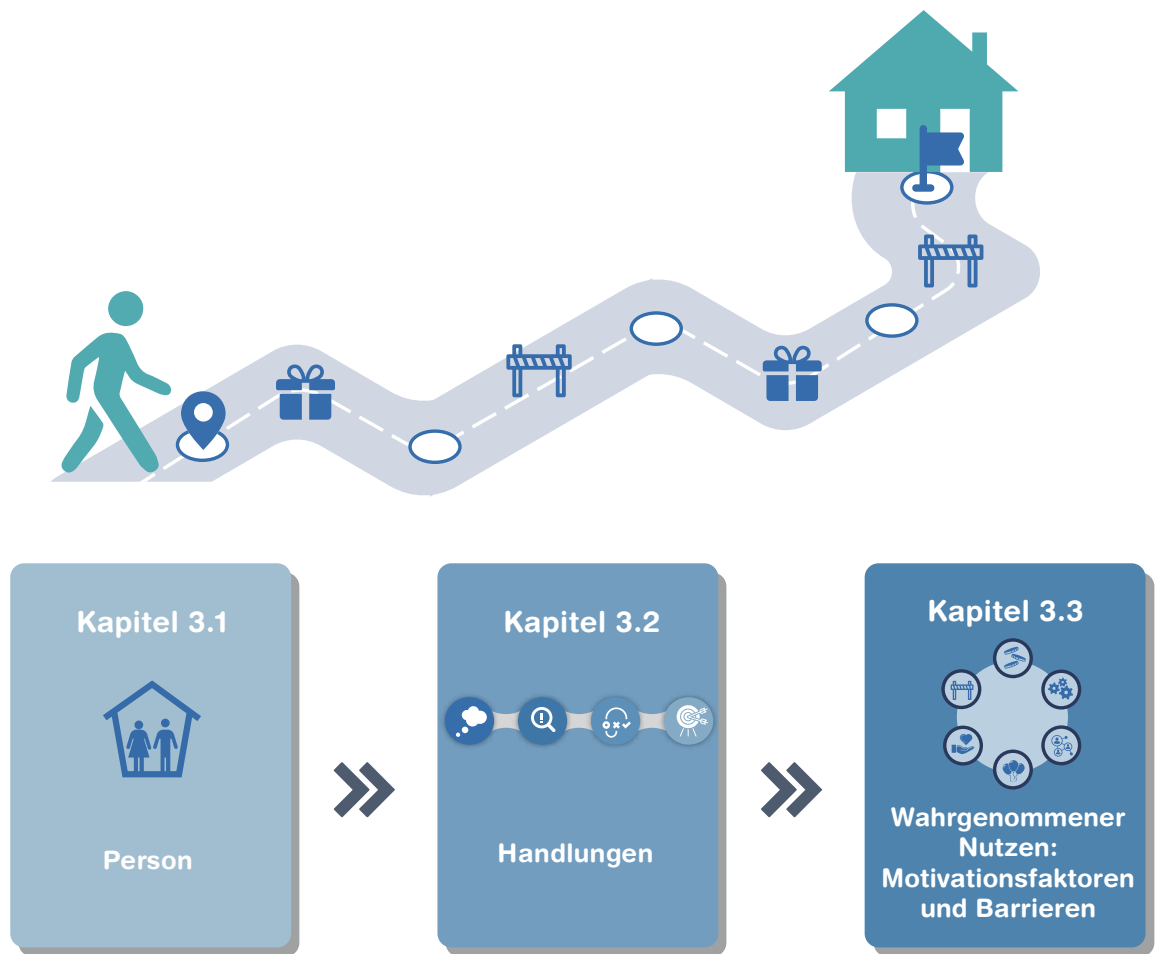 Kapitel 3.1
Person
Kapitel 3.2
Handlungen
Kapitel 3.3
Wahrgenommener
Nutzen:
Motivationsfaktoren
und Barrieren